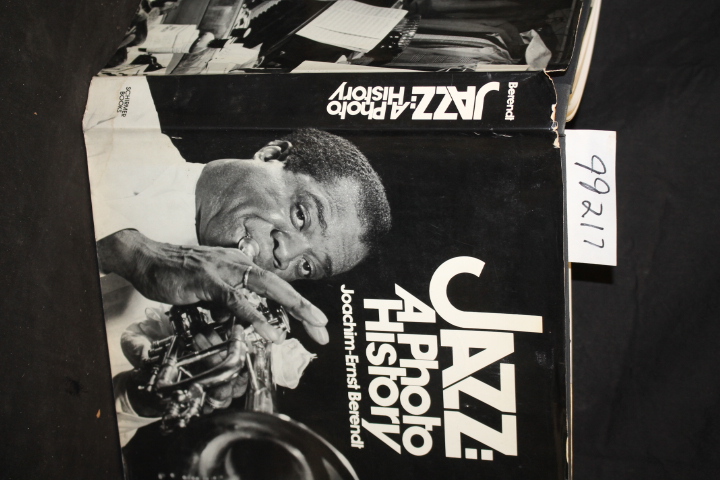 Berendt
JAZZ:
A Photo
History
SCHIRMER
BOOKS
JAZZ:
A Photo
History
Joachim-Ernst Berendt
99217